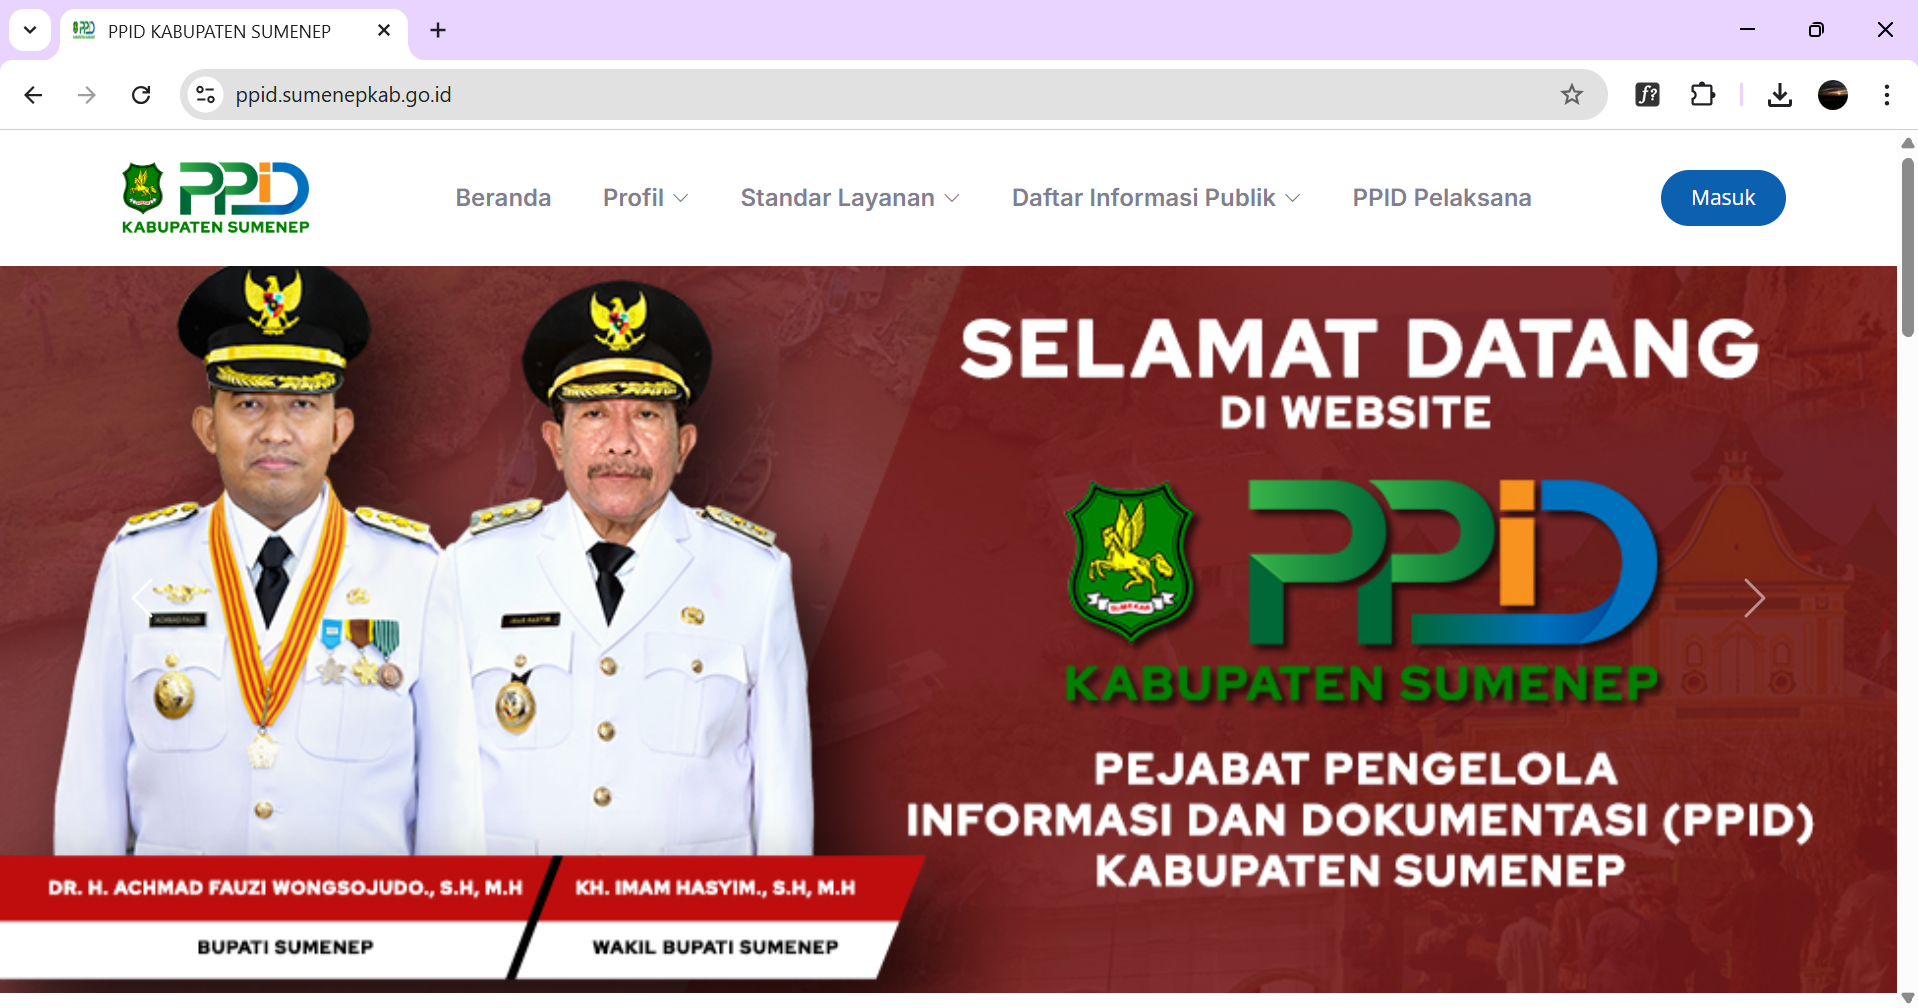 PPID KABUPATEN SUMENEP
ppid.sumenepkab.go.id
PPID
KABUPATEN SUMENEP
Beranda
Profil
Standar Layanan
Daftar Informasi Publik
PPID Pelaksana
Masuk
SELAMAT DATANG
DI WEBSITE
PPID
KABUPATEN SUMENEP
PEJABAT PENGELOLA
INFORMASI DAN DOKUMENTASI (PPID)
KABUPATEN SUMENEP
DR. H. ACHMAD FAUZI WONGSOJUDO., S.H, M.H
BUPATI SUMENEP
KH. IMAM HASYIM., S.H, M.H
WAKIL BUPATI SUMENEP